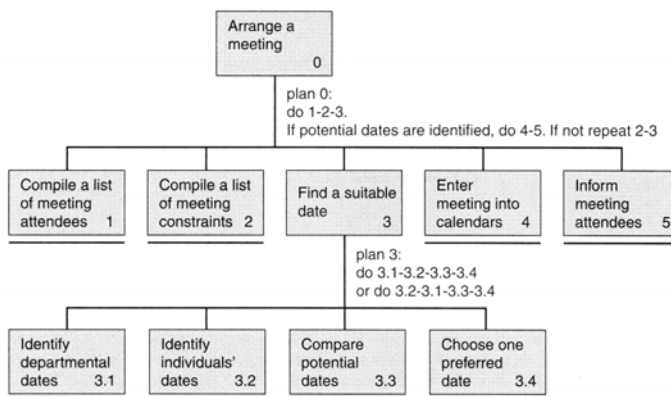 Arrange a
meeting
0
plan 0:
do 1-2-3.
If potential dates are identified, do 4-5. If not repeat 2-3
Compile a list
of meeting
attendees 1
Compile a list
of meeting
constraints 2
Find a suitable
date
3
Enter
meeting into
calendars 4
Inform
meeting
attendees 5
plan 3:
do 3.1-3.2-3.3-3.4
or do 3.2-3.1-3.3-3.4
Identify
departmental
dates 3.1
Identify
individuals'
dates 3.2
Compare
potential
dates 3.3
Choose one
preferred
date 3.4